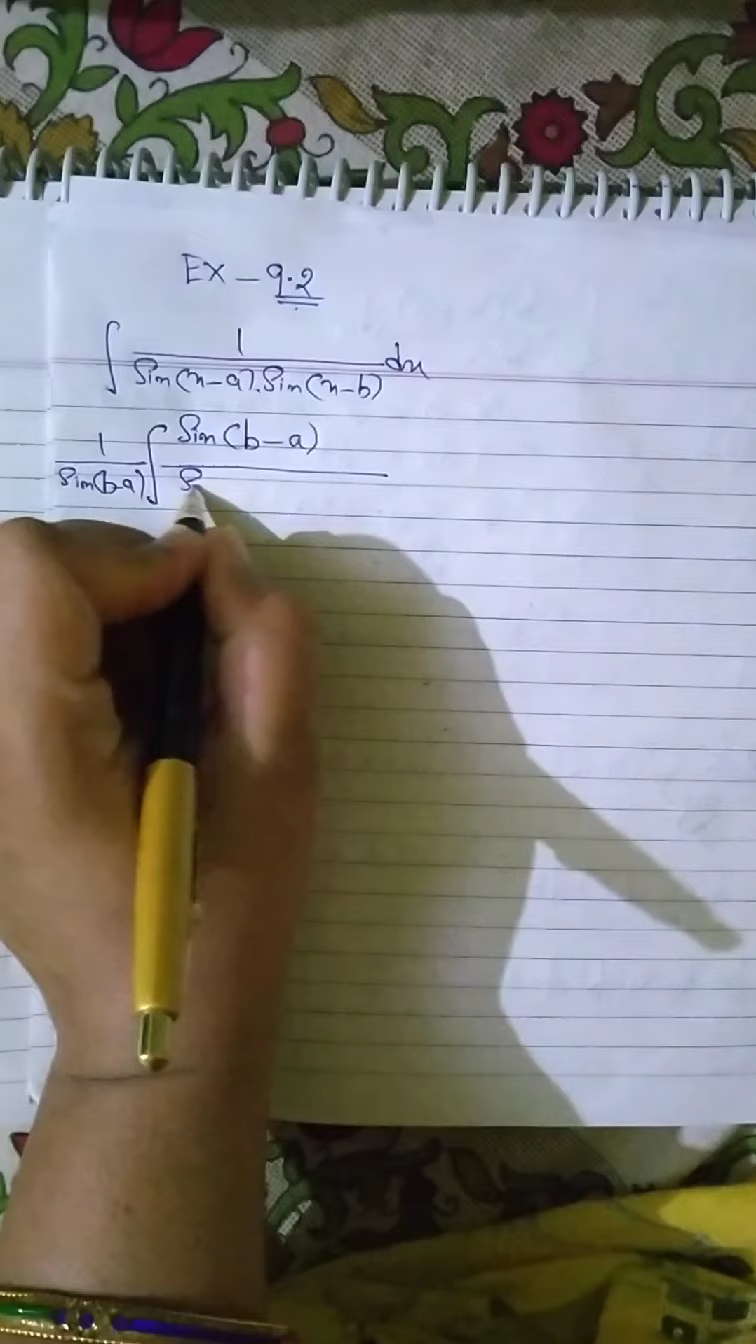 EX - 9.2
∫ 1 / Sin(x-a).Sin(x-b) dx
1 / Sin(b-a) ∫ Sin(b-a) / S